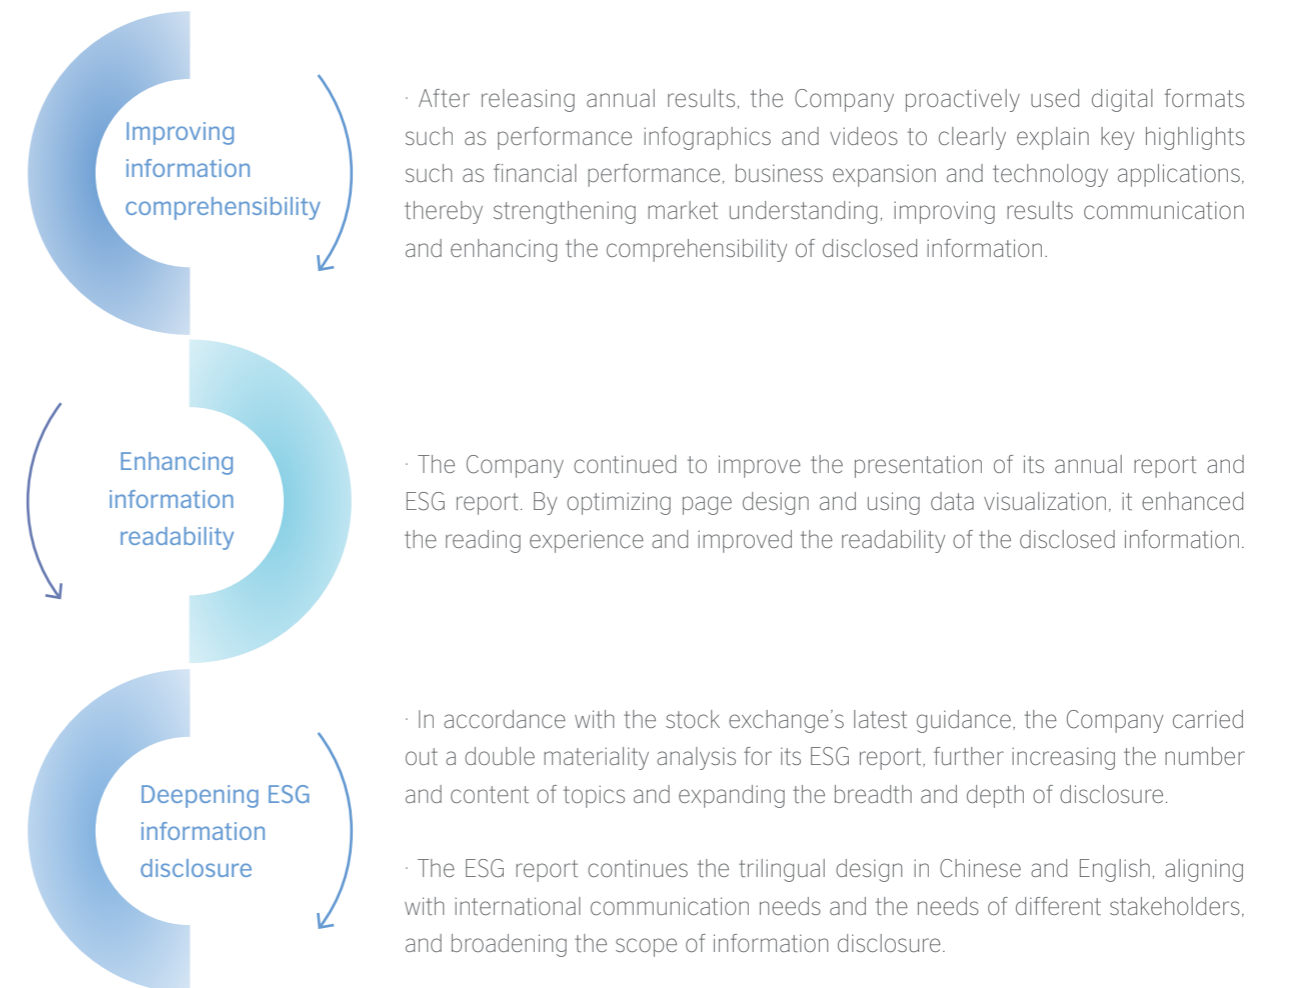 Improving
information
comprehensibility
· After releasing annual results, the Company proactively used digital formats
such as performance infographics and videos to clearly explain key highlights
such as financial performance, business expansion and technology applications,
thereby strengthening market understanding, improving results communication
and enhancing the comprehensibility of disclosed information.
Enhancing
information
readability
· The Company continued to improve the presentation of its annual report and
ESG report. By optimizing page design and using data visualization, it enhanced
the reading experience and improved the readability of the disclosed information.
Deepening ESG
information
disclosure
· In accordance with the stock exchange’s latest guidance, the Company carried
out a double materiality analysis for its ESG report, further increasing the number
and content of topics and expanding the breadth and depth of disclosure.
· The ESG report continues the trilingual design in Chinese and English, aligning
with international communication needs and the needs of different stakeholders,
and broadening the scope of information disclosure.